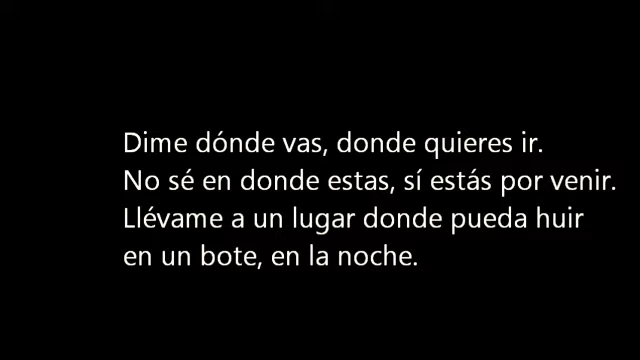 Dime dónde vas, donde quieres ir.
No sé en donde estas, sí estás por venir.
Llévame a un lugar donde pueda huir
en un bote, en la noche.